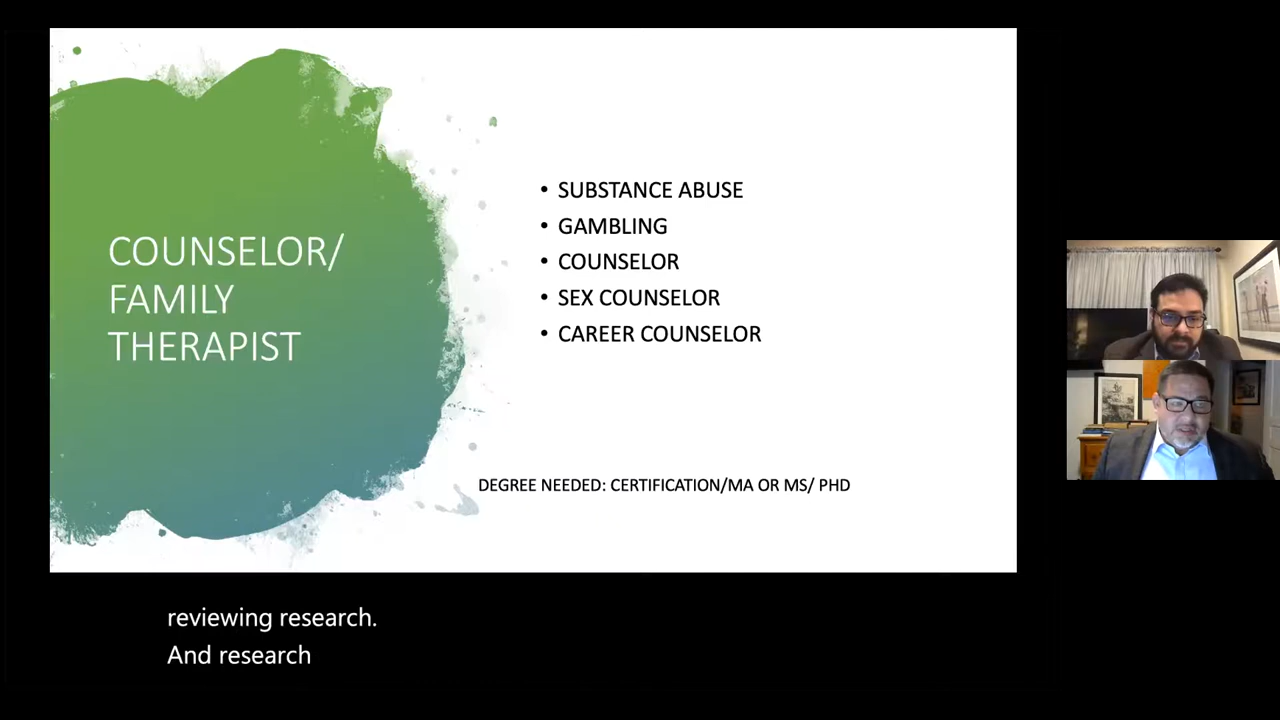 COUNSELOR/
FAMILY
THERAPIST
• SUBSTANCE ABUSE
• GAMBLING
• COUNSELOR
• SEX COUNSELOR
• CAREER COUNSELOR
DEGREE NEEDED: CERTIFICATION/MA OR MS/ PHD
reviewing research.
And research